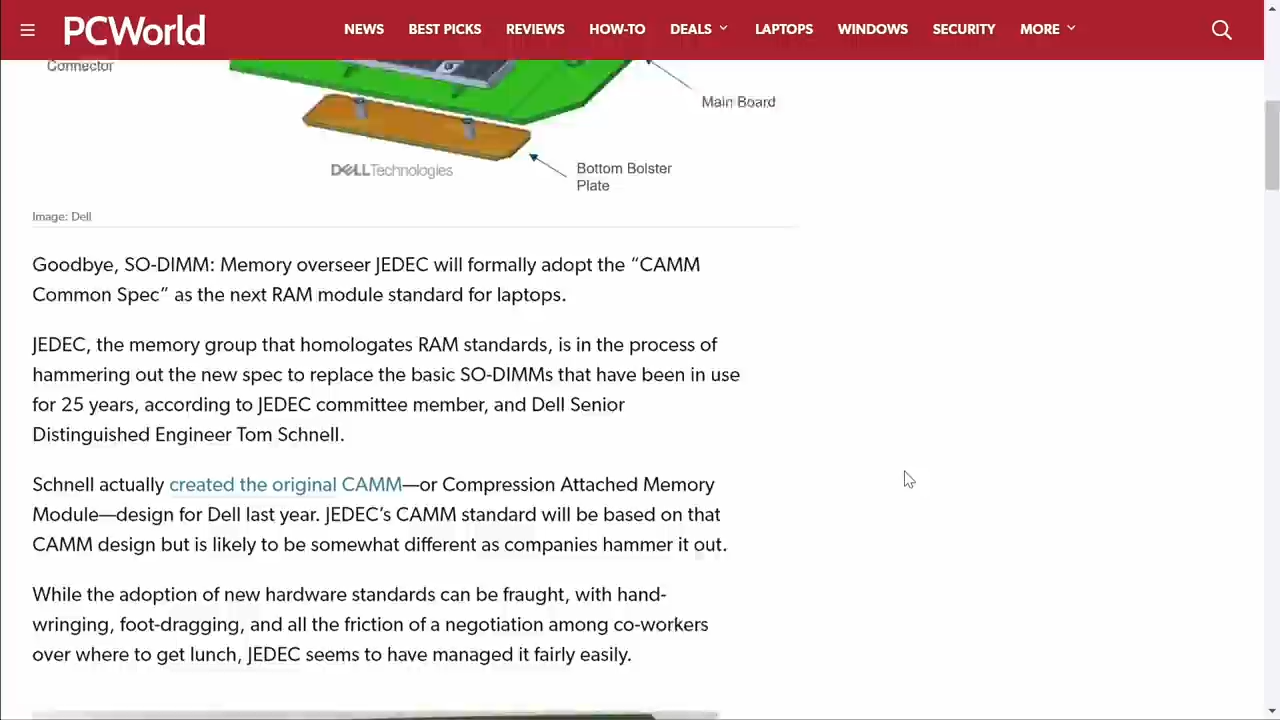 PCWorld NEWS BEST PICKS REVIEWS HOW-TO DEALS LAPTOPS WINDOWS SECURITY MORE
Connector
Main Board
DELLTechnologies
Bottom Bolster
Plate
Image: Dell
Goodbye, SO-DIMM: Memory overseer JEDEC will formally adopt the “CAMM
Common Spec” as the next RAM module standard for laptops.
JEDEC, the memory group that homologates RAM standards, is in the process of
hammering out the new spec to replace the basic SO-DIMMs that have been in use
for 25 years, according to JEDEC committee member, and Dell Senior
Distinguished Engineer Tom Schnell.
Schnell actually created the original CAMM—or Compression Attached Memory
Module—design for Dell last year. JEDEC’s CAMM standard will be based on that
CAMM design but is likely to be somewhat different as companies hammer it out.
While the adoption of new hardware standards can be fraught, with hand-
wringing, foot-dragging, and all the friction of a negotiation among co-workers
over where to get lunch, JEDEC seems to have managed it fairly easily.